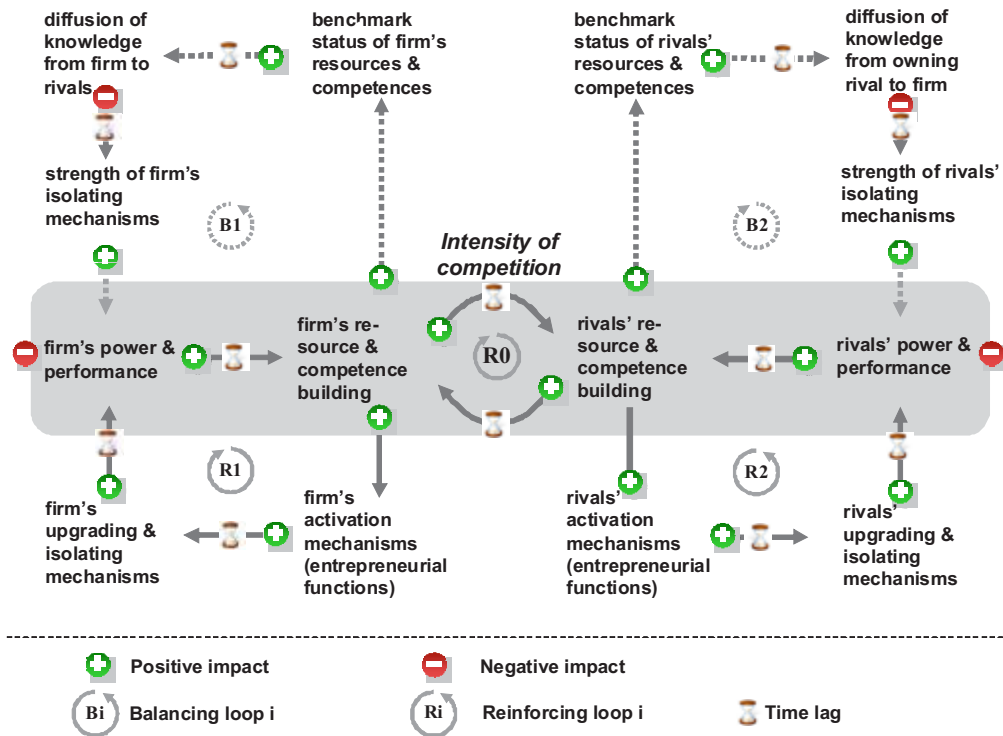 diffusion of
knowledge
from firm to
rivals
benchmark
status of firm's
resources &
competences
benchmark
status of rivals'
resources &
competences
diffusion of
knowledge
from owning
rival to firm
strength of firm's
isolating
mechanisms
strength of rivals'
isolating
mechanisms
B1
B2
Intensity of
competition
firm's power &
performance
firm's re-
source &
competence
building
R0
rivals' re-
source &
competence
building
rivals' power &
performance
R1
R2
firm's
upgrading &
isolating
mechanisms
firm's
activation
mechanisms
(entrepreneurial
functions)
rivals'
activation
mechanisms
(entrepreneurial
functions)
rivals'
upgrading &
isolating
mechanisms
Positive impact
Negative impact
Bi Balancing loop i
Ri Reinforcing loop i
Time lag